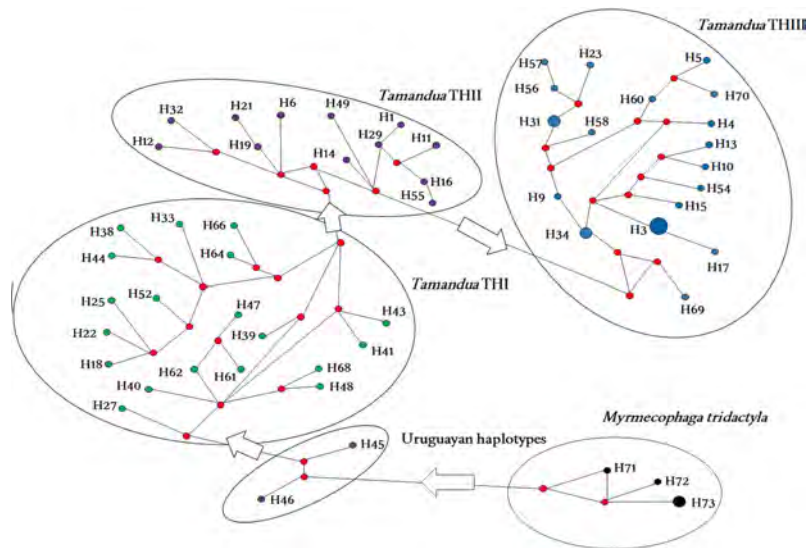 Tamandua THIII
H57
H23
H5
H56
H60
H70
H31
H58
H4
H13
H10
H54
H9
H15
H34
H3
H17
H69
Tamandua THII
H32
H21
H6
H49
H1
H29
H11
H12
H19
H14
H16
H55
Tamandua THI
H38
H33
H66
H44
H64
H25
H52
H47
H43
H22
H39
H41
H18
H62
H61
H68
H40
H48
H27
Uruguayan haplotypes
H45
H46
Myrmecophaga tridactyla
H71
H72
H73